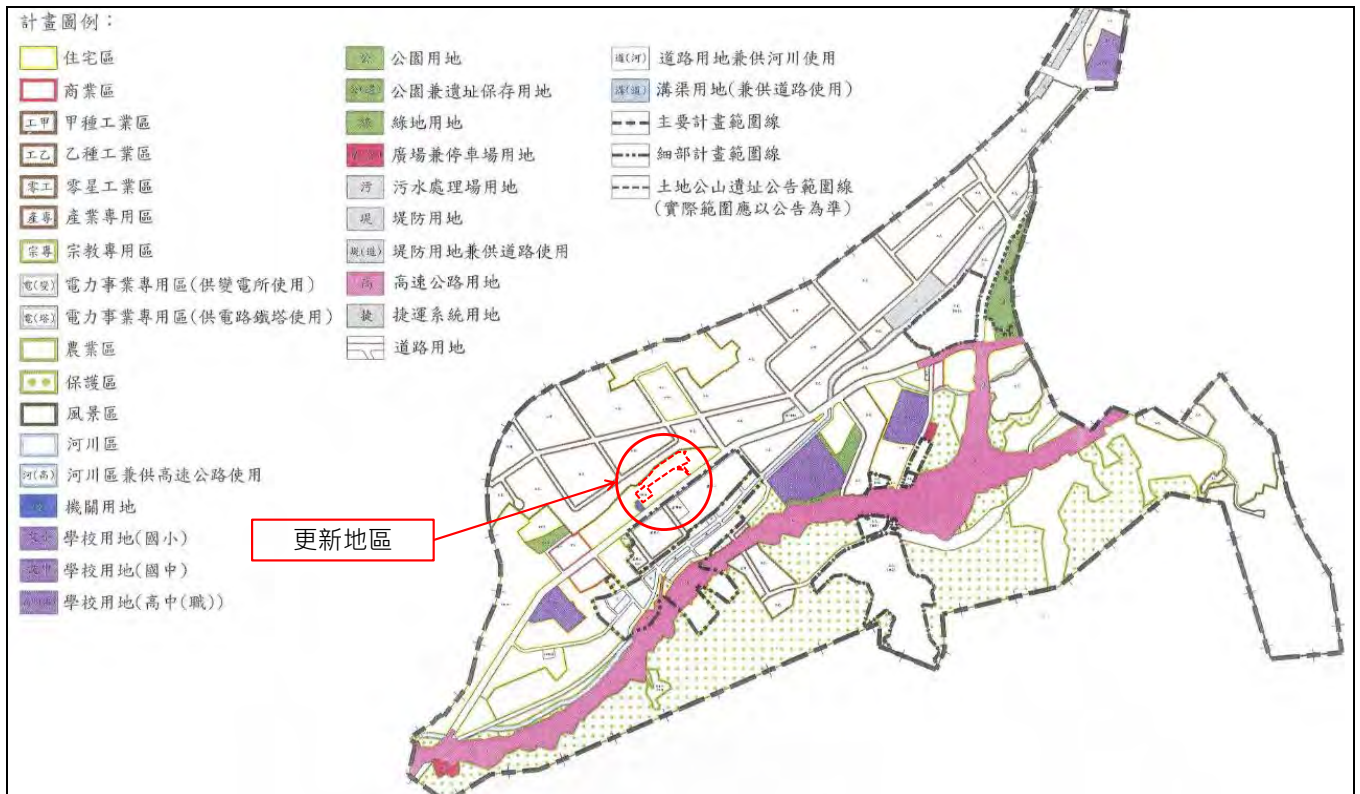 計畫圖例：
住宅區
商業區
工甲 甲種工業區
工乙 乙種工業區
零工 零星工業區
產專 產業專用區
宗專 宗教專用區
電(變) 電力事業專用區(供變電所使用)
電(塔) 電力事業專用區(供電路鐵塔使用)
農業區
保護區
風景區
河川區
河(高) 河川區兼供高速公路使用
機關用地
文小 學校用地(國小)
文中 學校用地(國中)
學校用地(高中(職))
公 公園用地
公(遺) 公園兼遺址保存用地
綠 綠地用地
廣場兼停車場用地
污 污水處理場用地
堤 堤防用地
堤(道) 堤防用地兼供道路使用
高 高速公路用地
捷 捷運系統用地
道路用地
道(河) 道路用地兼供河川使用
溝(道) 溝渠用地(兼供道路使用)
主要計畫範圍線
細部計畫範圍線
土地公山遺址公告範圍線
(實際範圍應以公告為準)
更新地區